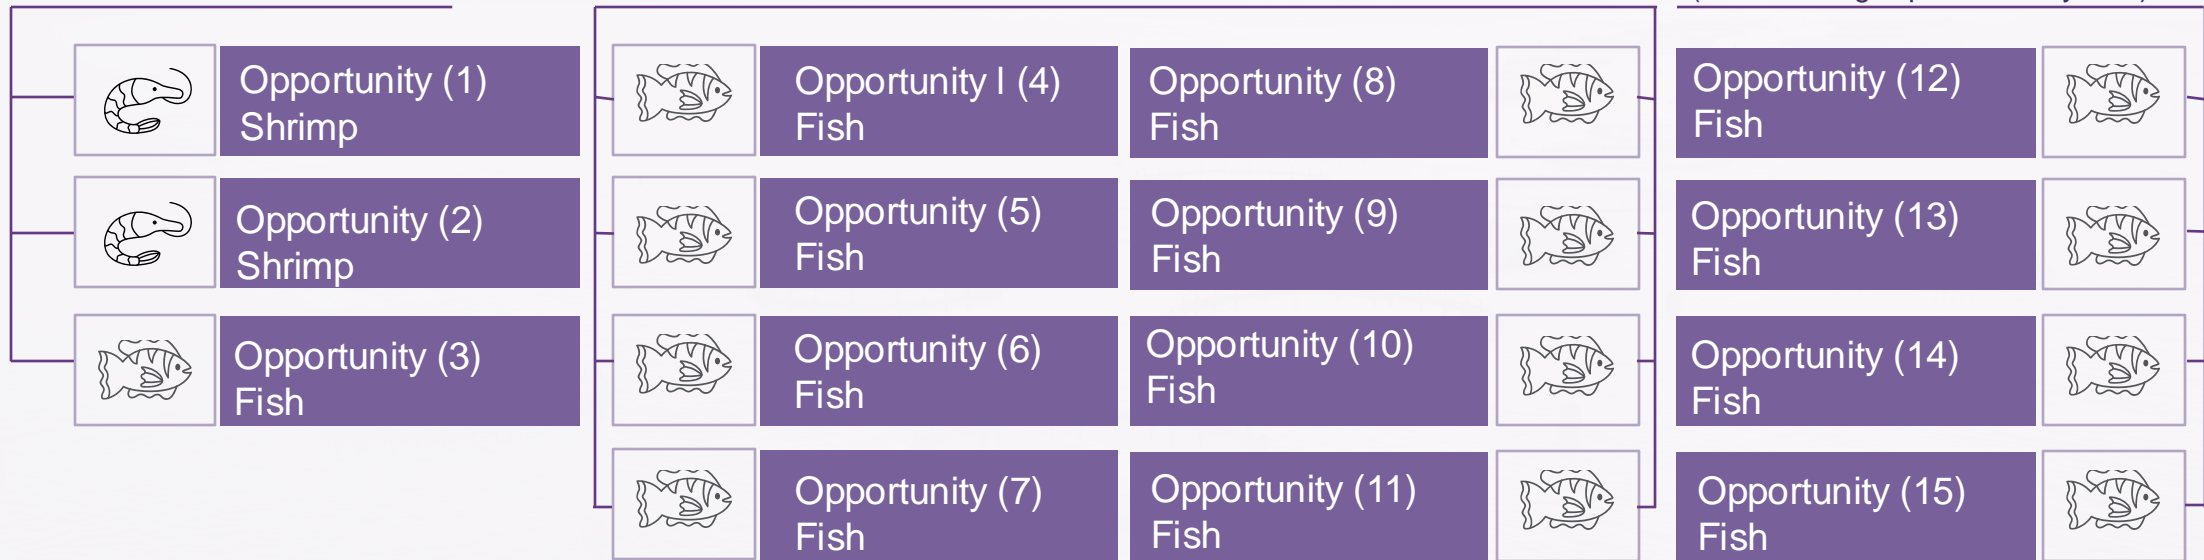 Opportunity (1)
Shrimp
Opportunity (2)
Shrimp
Opportunity (3)
Fish
Opportunity l (4)
Fish
Opportunity (5)
Fish
Opportunity (6)
Fish
Opportunity (7)
Fish
Opportunity (8)
Fish
Opportunity (9)
Fish
Opportunity (10)
Fish
Opportunity (11)
Fish
Opportunity (12)
Fish
Opportunity (13)
Fish
Opportunity (14)
Fish
Opportunity (15)
Fish